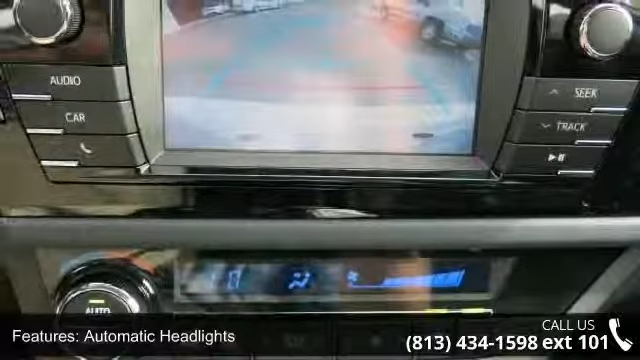 AUDIO
SEEK
CAR
TRACK
AUTO
Features: Automatic Headlights
CALL US
(813) 434-1598 ext 101